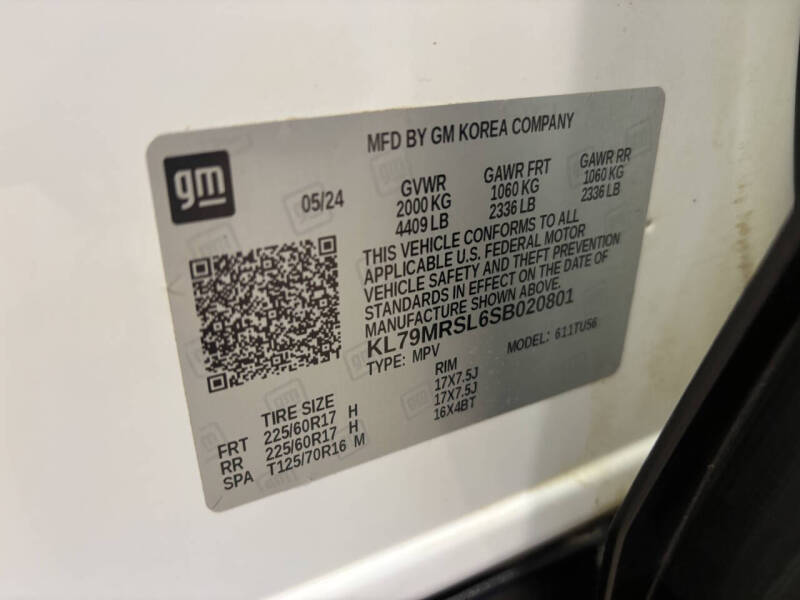 MFD BY GM KOREA COMPANY
gm
05/24
GVWR GAWR FRT GAWR RR
2000 KG 1060 KG 1060 KG
4409 LB 2336 LB 2336 LB
THIS VEHICLE CONFORMS TO ALL
APPLICABLE U.S. FEDERAL MOTOR
VEHICLE SAFETY AND THEFT PREVENTION
STANDARDS IN EFFECT ON THE DATE OF
MANUFACTURE SHOWN ABOVE.
KL79MRSL6SB020801
TYPE: MPV MODEL: 611TU56
TIRE SIZE RIM
FRT 225/60R17 H 17X7.5J
RR 225/60R17 H 17X7.5J
SPA T125/70R16 M 16X4BT